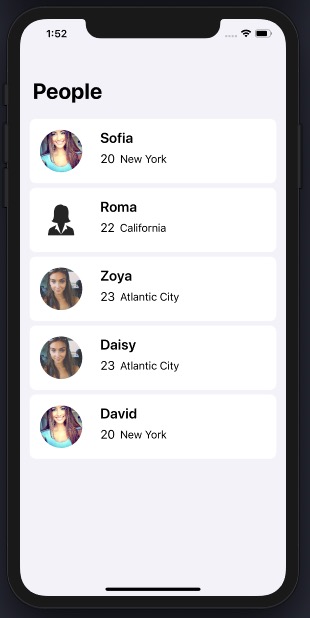 1:52
People
Sofia
20 New York
Roma
22 California
Zoya
23 Atlantic City
Daisy
23 Atlantic City
David
20 New York